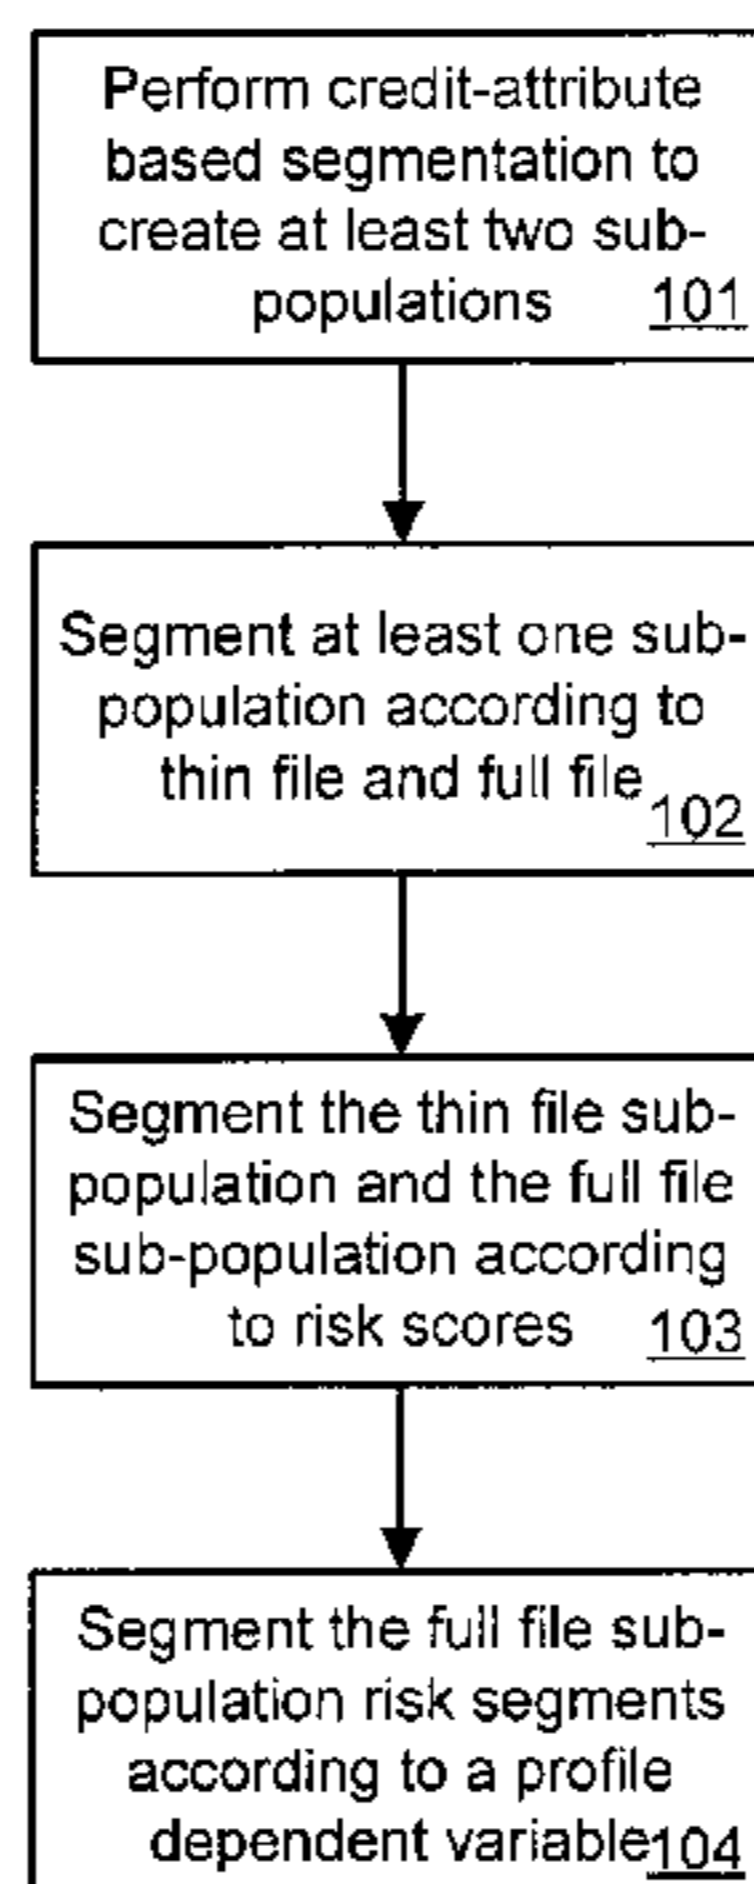 Perform credit-attribute
based segmentation to
create at least two sub-
populations 101
Segment at least one sub-
population according to
thin file and full file
102
Segment the thin file sub-
population and the full file
sub-population according
to risk scores 103
Segment the full file sub-
population risk segments
according to a profile
dependent variable 104